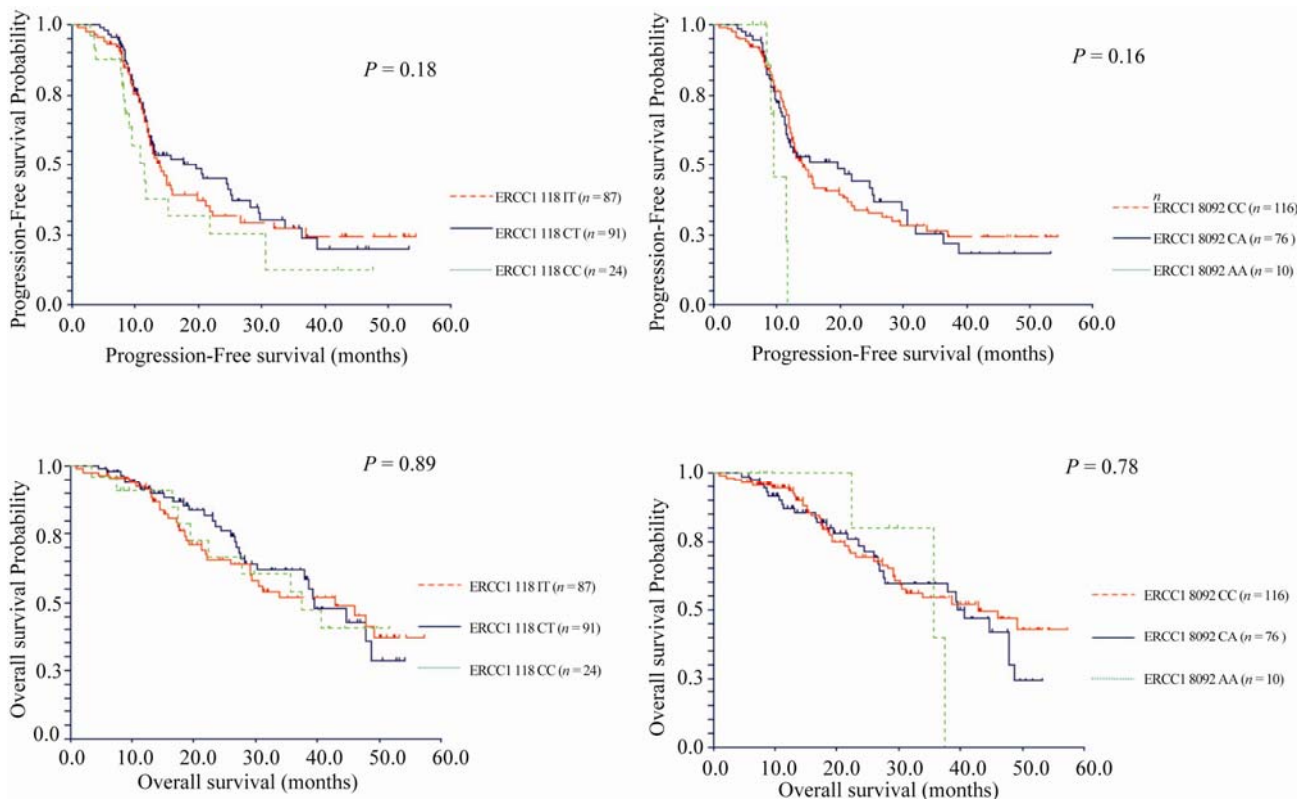 Progression-Free survival Probability
1.0
0.8
0.5
0.3
0.0
P = 0.18
ERCC1 118 IT (n = 87)
ERCC1 118 CT (n = 91)
ERCC1 118 CC (n = 24)
0.0 10.0 20.0 30.0 40.0 50.0 60.0
Progression-Free survival (months)
Progression-Free survival Probability
1.0
0.8
0.5
0.3
0.0
P = 0.16
n
ERCC1 8092 CC (n = 116)
ERCC1 8092 CA (n = 76 )
ERCC1 8092 AA (n = 10)
0.0 10.0 20.0 30.0 40.0 50.0 60.0
Progression-Free survival (months)
Overall survival Probability
1.0
0.8
0.5
0.3
0.0
P = 0.89
ERCC1 118 IT (n = 87)
ERCC1 118 CT (n = 91)
ERCC1 118 CC (n = 24)
0.0 10.0 20.0 30.0 40.0 50.0 60.0
Overall survival (months)
Overall survival Probability
1.0
0.8
0.5
0.3
0.0
P = 0.78
ERCC1 8092 CC (n = 116)
ERCC1 8092 CA (n = 76 )
ERCC1 8092 AA (n = 10)
0.0 10.0 20.0 30.0 40.0 50.0 60.0
Overall survival (months)